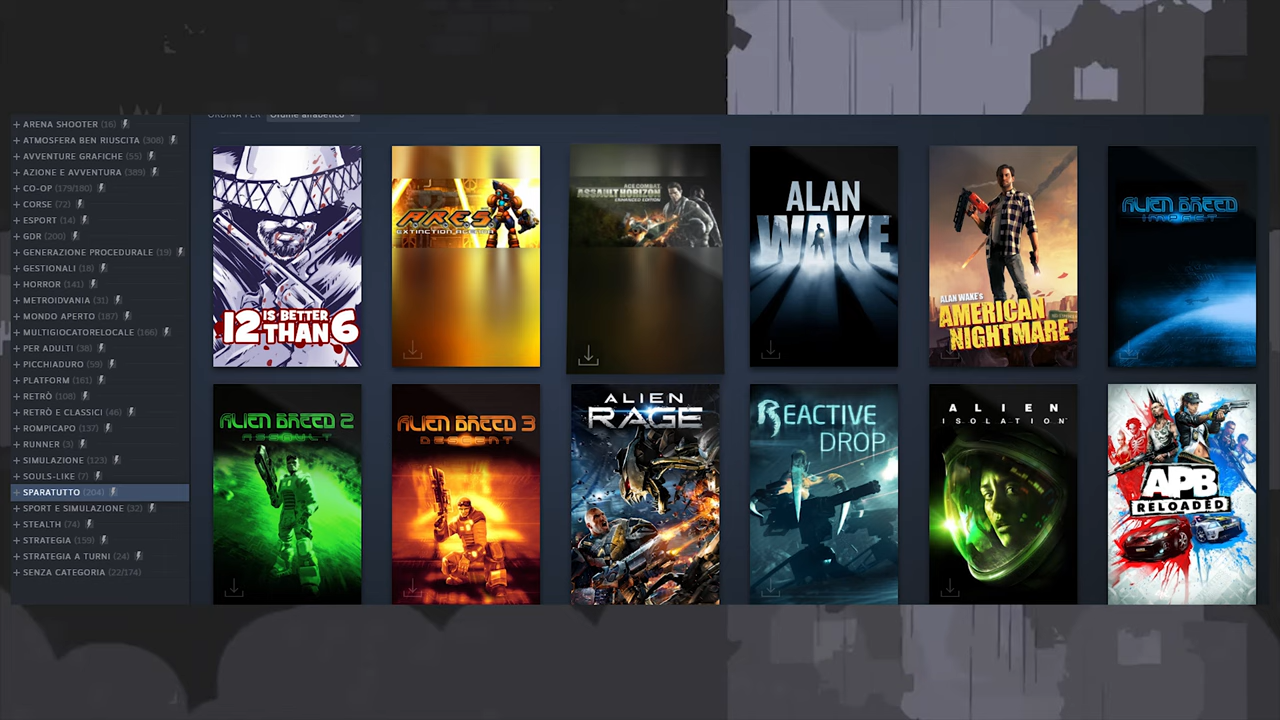 ORDINA PER Ordine alfabetico
+ ARENA SHOOTER (16)
+ ATMOSFERA BEN RIUSCITA (308)
+ AVVENTURE GRAFICHE (55)
+ AZIONE E AVVENTURA (389)
+ CO-OP (179/180)
+ CORSE (72)
+ ESPORT (14)
+ GDR (200)
+ GENERAZIONE PROCEDURALE (19)
+ GESTIONALI (18)
+ HORROR (141)
+ METROIDVANIA (31)
+ MONDO APERTO (187)
+ MULTIGIOCATORELOCALE (166)
+ PER ADULTI (38)
+ PICCHIADURO (59)
+ PLATFORM (161)
+ RETRÒ (108)
+ RETRÒ E CLASSICI (46)
+ ROMPICAPO (137)
+ RUNNER (3)
+ SIMULAZIONE (123)
+ SOULS-LIKE (7)
+ SPARATUTTO (204)
+ SPORT E SIMULAZIONE (32)
+ STEALTH (74)
+ STRATEGIA (159)
+ STRATEGIA A TURNI (24)
+ SENZA CATEGORIA (22/174)
12 IS BETTER
THAN 6
A.R.E.S
EXTINCTION AGENDA
ACE COMBAT
ASSAULT HORIZON
ENHANCED EDITION
ALAN
WAKE
ALAN WAKE'S
AMERICAN
NIGHTMARE
ALIEN BREED
IMPACT
ALIEN BREED 2
ASSAULT
ALIEN BREED 3
DESCENT
ALIEN
RAGE
REACTIVE
DROP
ALIEN
ISOLATION
APB
RELOADED